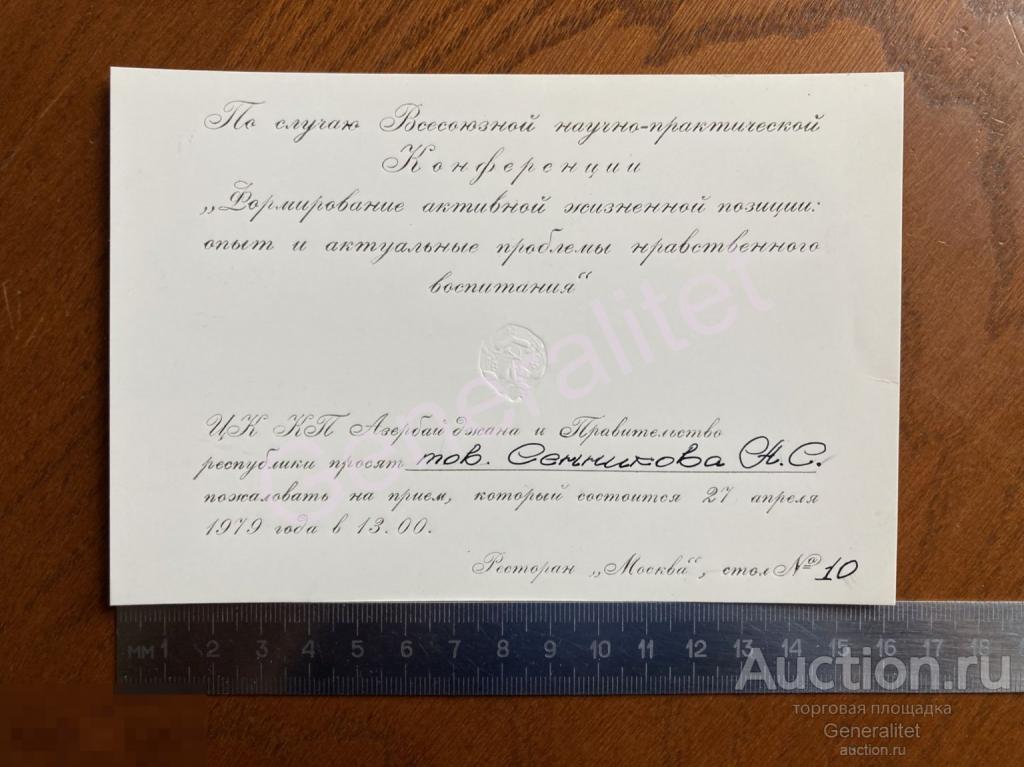 По случаю Всесоюзной научно-практической
Конференции
„Формирование активной жизненной позиции:
опыт и актуальные проблемы нравственного
воспитания“
Generalitet
ЦК КП Азербайджана и Правительство
республики просят тов. Сенникова А.С.
пожаловать на прием, который состоится 27 апреля
1979 года в 13.00.
Ресторан „Москва“, стол № 10
мм 1 2 3 4 5 6 7 8 9 10 11 12 13 14 15 16 17 18
Auction.ru
торговая площадка
Generalitet
auction.ru